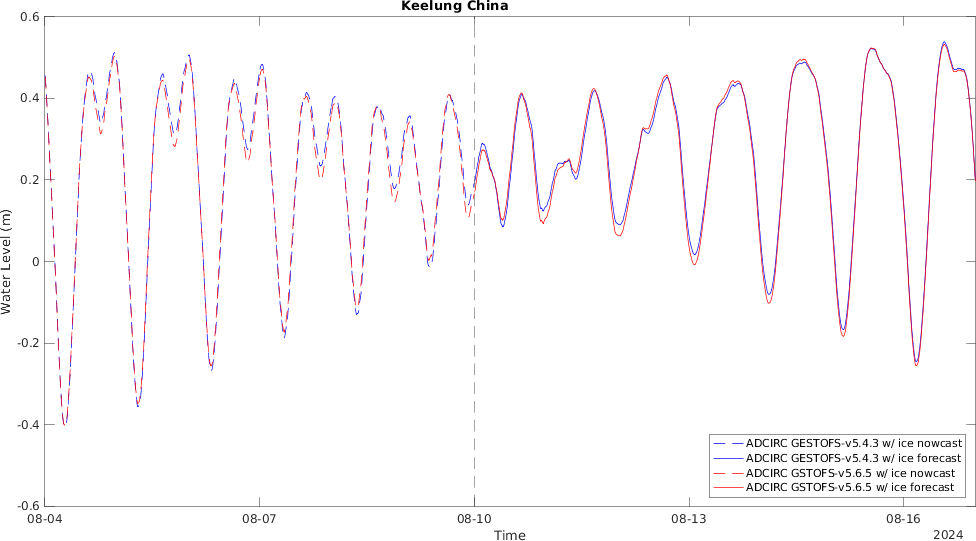 Keelung China
0.6
0.4
0.2
0
-0.2
-0.4
-0.6
Water Level (m)
08-04
08-07
08-10
08-13
08-16
Time
2024
ADCIRC GESTOFS-v5.4.3 w/ ice nowcast
ADCIRC GESTOFS-v5.4.3 w/ ice forecast
ADCIRC GSTOFS-v5.6.5 w/ ice nowcast
ADCIRC GSTOFS-v5.6.5 w/ ice forecast